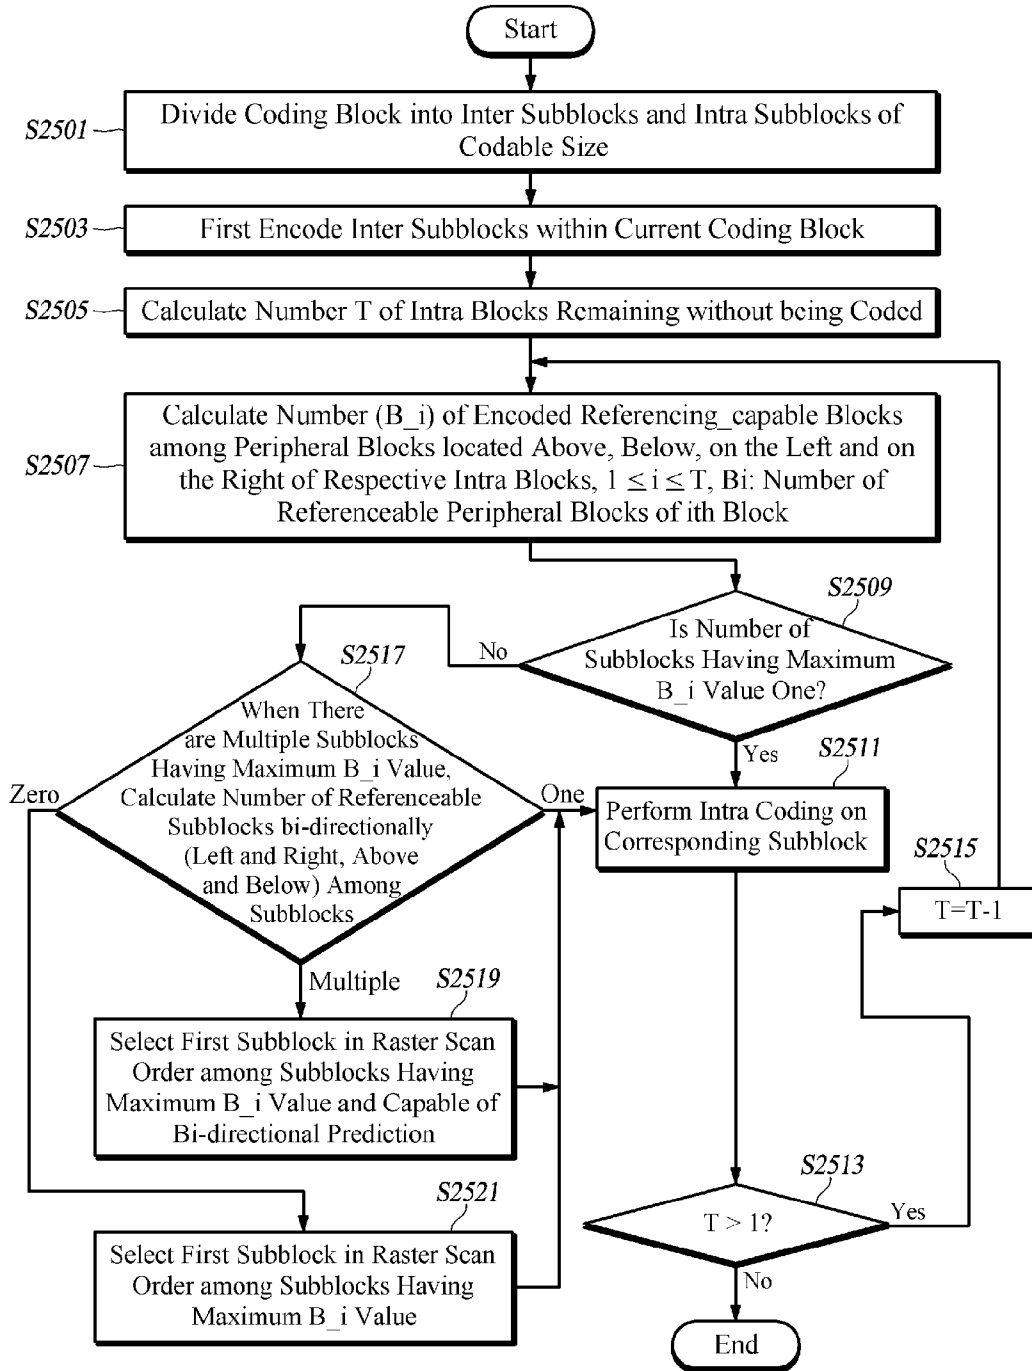 Start
S2501
Divide Coding Block into Inter Subblocks and Intra Subblocks of
Codable Size
S2503
First Encode Inter Subblocks within Current Coding Block
S2505
Calculate Number T of Intra Blocks Remaining without being Coded
S2507
Calculate Number (B_i) of Encoded Referencing_capable Blocks
among Peripheral Blocks located Above, Below, on the Left and on
the Right of Respective Intra Blocks, 1 ≤ i ≤ T, Bi: Number of
Referenceable Peripheral Blocks of ith Block
S2509
Is Number of
Subblocks Having Maximum
B_i Value One?
No
Yes
S2517
When There
are Multiple Subblocks
Having Maximum B_i Value,
Calculate Number of Referenceable
Subblocks bi-directionally
(Left and Right, Above
and Below) Among
Subblocks
Zero
One
Multiple
S2511
Perform Intra Coding on
Corresponding Subblock
S2515
T=T-1
S2519
Select First Subblock in Raster Scan
Order among Subblocks Having
Maximum B_i Value and Capable of
Bi-directional Prediction
S2521
Select First Subblock in Raster Scan
Order among Subblocks Having
Maximum B_i Value
S2513
T > 1?
Yes
No
End